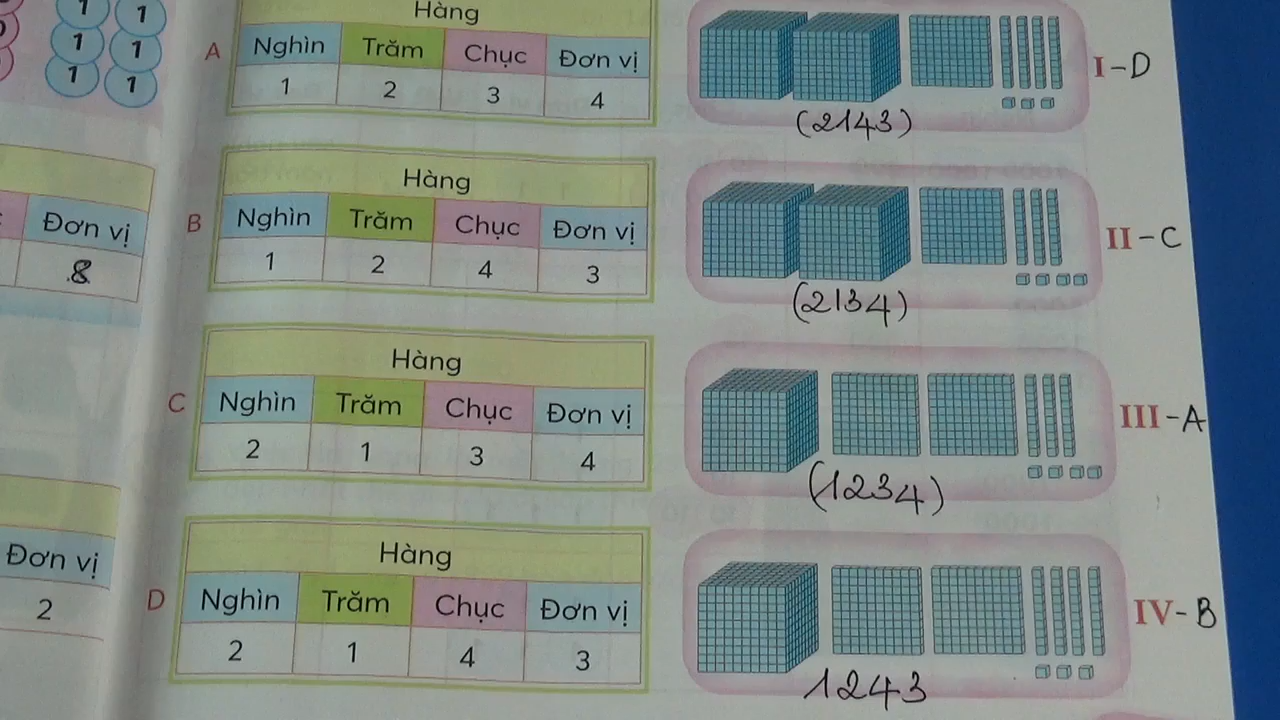 1 1
1 1
1 1
Đơn vị
8
Đơn vị
2
A
Hàng
Nghìn Trăm Chục Đơn vị
1 2 3 4
I-D
(2143)
B
Hàng
Nghìn Trăm Chục Đơn vị
1 2 4 3
II-C
(2134)
C
Hàng
Nghìn Trăm Chục Đơn vị
2 1 3 4
III-A
(1234)
D
Hàng
Nghìn Trăm Chục Đơn vị
2 1 4 3
IV-B
1243